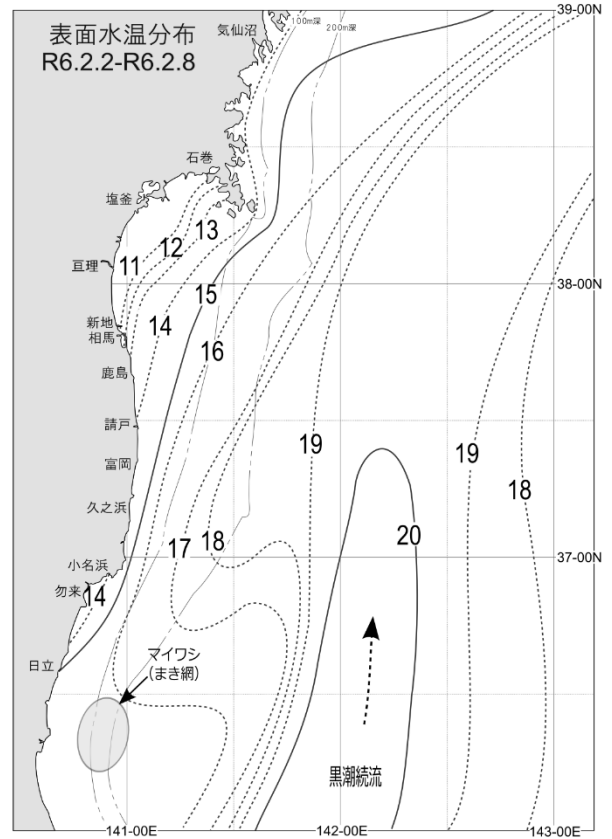 表面水温分布
R6.2.2-R6.2.8
気仙沼
100m深
200m深
39-00N
石巻
塩釜
13
12
亘理
11
38-00N
15
新地
14
相馬
16
鹿島
請戸
19
19
富岡
18
久之浜
20
17
18
37-00N
小名浜
勿来
14
マイワシ
(まき網)
日立
黒潮続流
141-00E
142-00E
143-00E